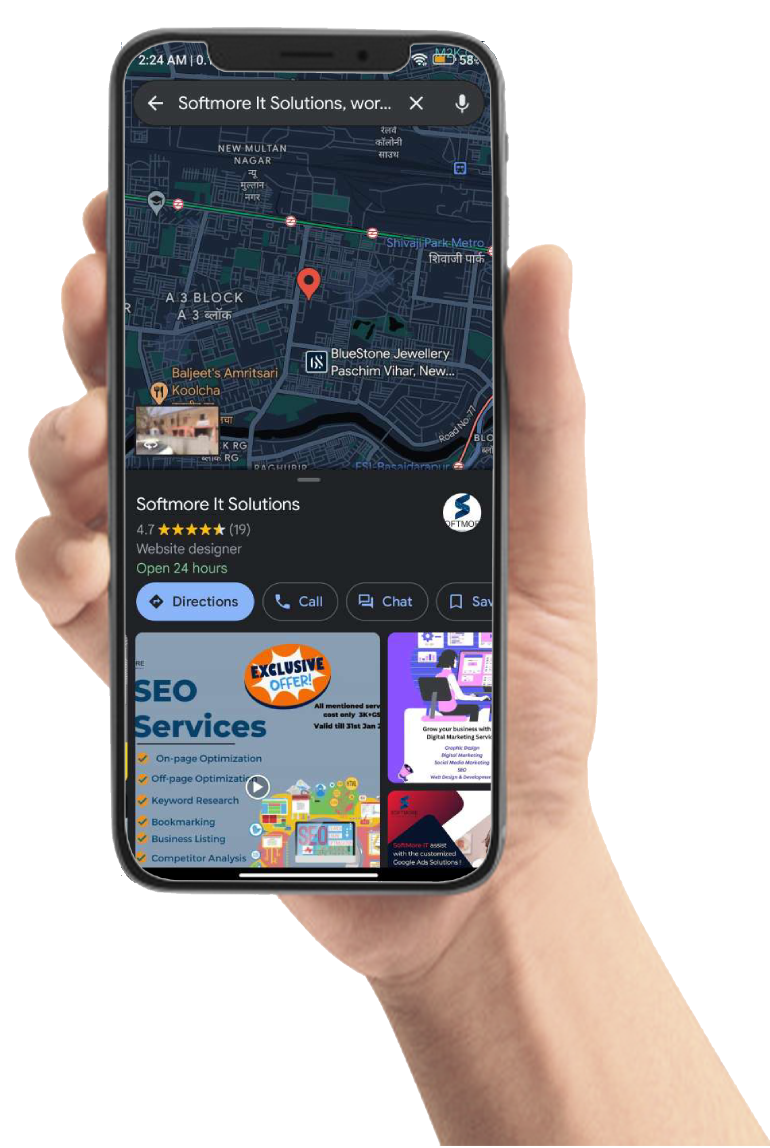 2:24 AM | 0.
58%
Softmore It Solutions, wor...
रेलवे
कॉलोनी
साउथ
NEW MULTAN
NAGAR
न्यू
मुल्तान
नगर
Shivaji Park Metro
शिवाजी पार्क
A 3 BLOCK
A 3 ब्लॉक
BlueStone Jewellery
Paschim Vihar, New...
Baljeet's Amritsari
Koolcha
K RG
ब्लॉक RG
Road No. 77
BLO
RAGHUBIR
ESI-Basaidarapur
Softmore It Solutions
4.7 (19)
Website designer
Open 24 hours
Directions
Call
Chat
Sav
SOFTMOR
EXCLUSIVE
OFFER!
SEO
Services
All mentioned serv
cost only 3K+GS
Valid till 31st Jan 2
On-page Optimization
Off-page Optimization
Keyword Research
Bookmarking
Business Listing
Competitor Analysis
SEO
Grow your business with
Digital Marketing Servic
Graphic Design
Digital Marketing
Social Media Marketing
SEO
Web Design & Developmen
SoftMore IT assist
with the customized
Google Ads Solutions !